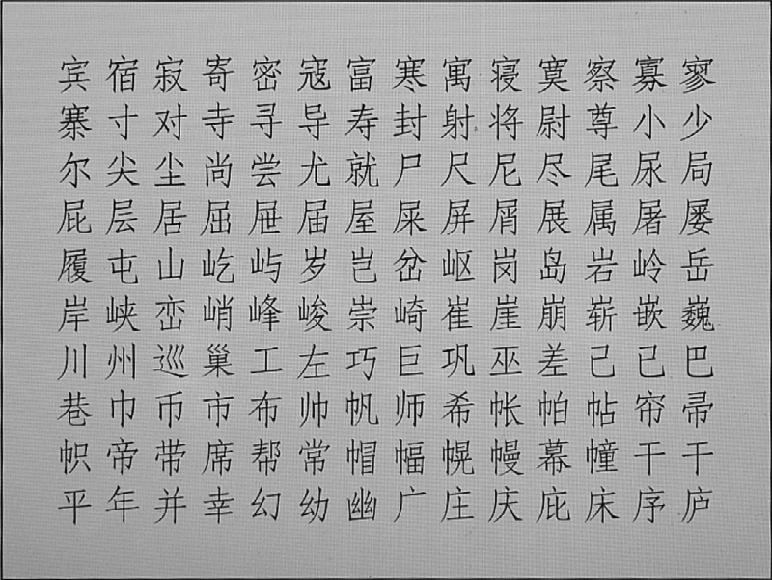 宾宿寂寄密寇富寒寓寝寞察寡寥
寨寸对寺寻导寿封射将尉尊小少
尔尖尘尚尝尤就尸尺尼尽尾尿局
屁层居屈屉届屋屎屏屑展属屠屡
履屯山屹屿岁岂岔岖岗岛岩岭岳
岸峡峦峭峰峻崇崎崔崖崩崭嵌巍
川州巡巢工左巧巨巩巫差己已巴
巷巾币市布帅帆师希帐帕帖帘帚
帜帝带席帮常帽幅幌幔幕幢干干
平年并幸幻幼幽广庄庆庇床序庐